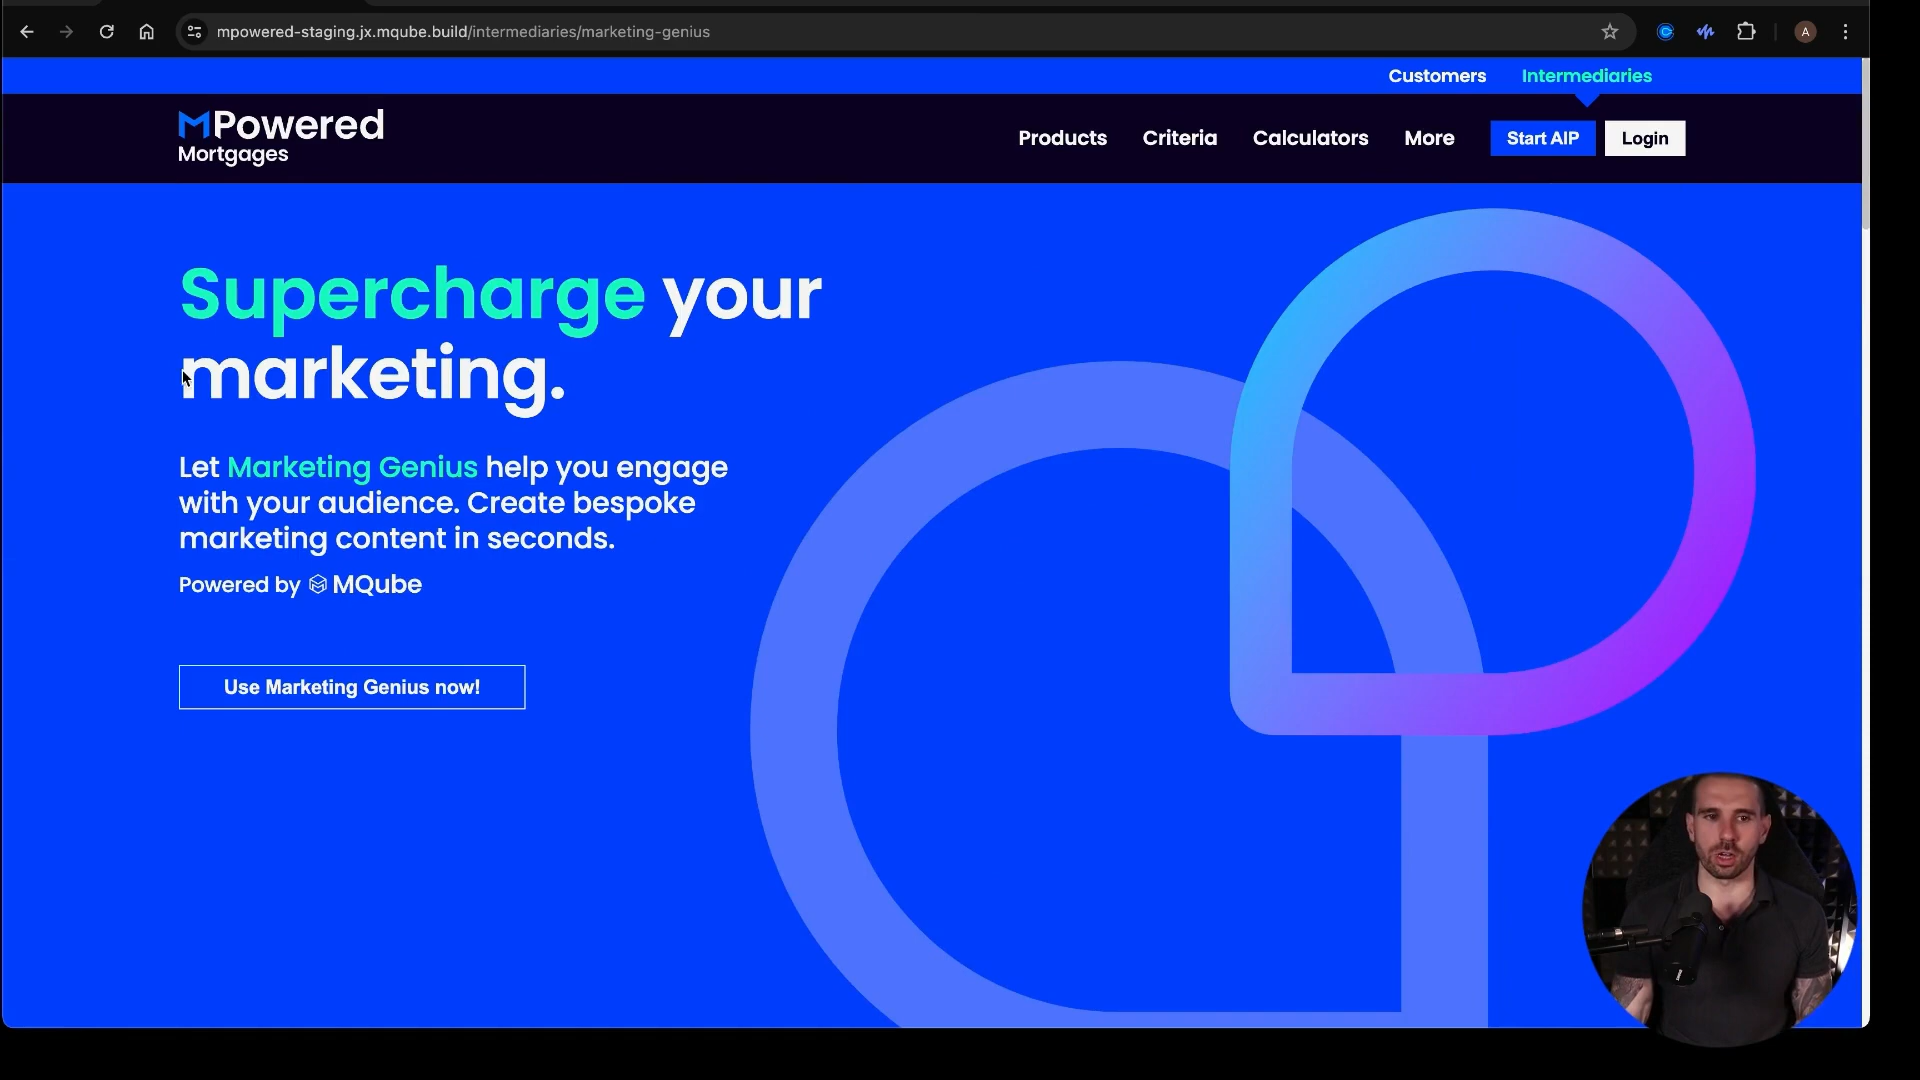 mpowered-staging.jx.mqube.build/intermediaries/marketing-genius
A
Customers Intermediaries
MPowered
Mortgages
Products Criteria Calculators More Start AIP Login
Supercharge your
marketing.
Let Marketing Genius help you engage
with your audience. Create bespoke
marketing content in seconds.
Powered by MQube
Use Marketing Genius now!